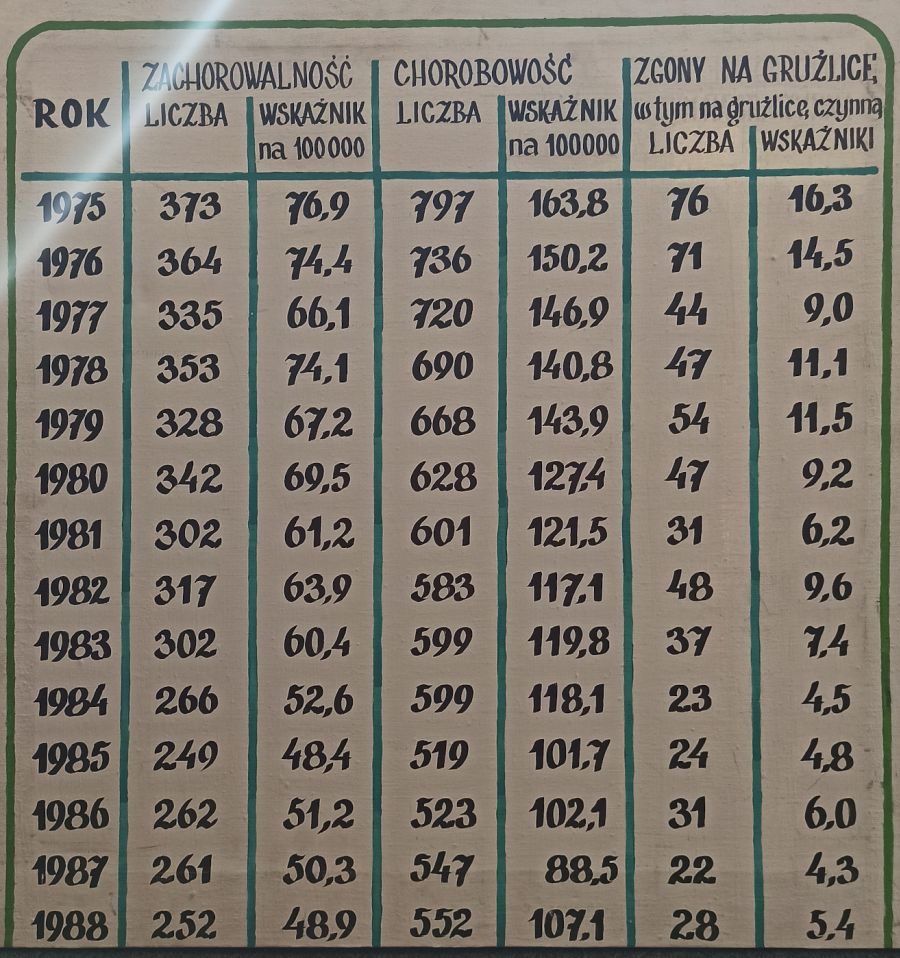 ZACHOROWALNOŚĆ CHOROBOWOŚĆ ZGONY NA GRUŹLICĘ
ROK LICZBA WSKAŹNIK LICZBA WSKAŹNIK w tym na gruźlicę czynną
na 100000 na 100000 LICZBA WSKAŹNIKI
1975 373 76,9 797 163,8 76 16,3
1976 364 74,4 736 150,2 71 14,5
1977 335 66,1 720 146,9 44 9,0
1978 353 74,1 690 140,8 47 11,1
1979 328 67,2 668 143,9 54 11,5
1980 342 69,5 628 127,4 47 9,2
1981 302 61,2 601 121,5 31 6,2
1982 317 63,9 583 117,1 48 9,6
1983 302 60,4 599 119,8 37 7,4
1984 266 52,6 599 118,1 23 4,5
1985 249 48,4 519 101,7 24 4,8
1986 262 51,2 523 102,1 31 6,0
1987 261 50,3 547 88,5 22 4,3
1988 252 48,9 552 107,1 28 5,4